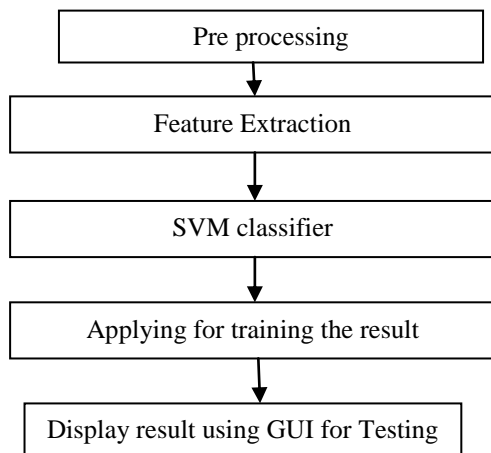 Pre processing
Feature Extraction
SVM classifier
Applying for training the result
Display result using GUI for Testing